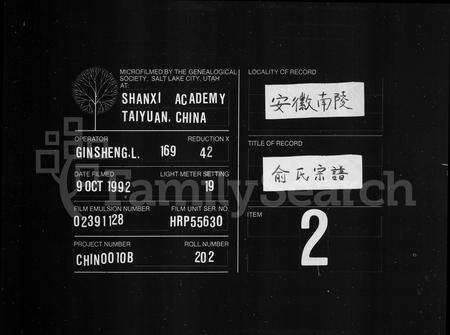 MICROFILMED BY THE GENEALOGICAL
SOCIETY, SALT LAKE CITY, UTAH
AT
SHANXI ACADEMY
TAIYUAN, CHINA
OPERATOR
REDUCTION X
GINSHENG.L. 169 42
DATE FILMED
LIGHT METER SETTING
9 OCT 1992 19
FILM EMULSION NUMBER
FILM UNIT SER. NO.
02391128 HRP55630
PROJECT NUMBER
ROLL NUMBER
CHIN0010B 202
LOCALITY OF RECORD
安徽南陵
TITLE OF RECORD
俞氏宗譜
ITEM
2
FamilySearch